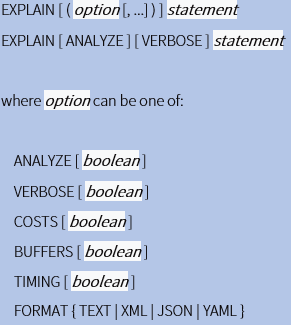 EXPLAIN [ ( option [, ...] ) ] statement
EXPLAIN [ ANALYZE ] [ VERBOSE ] statement
where option can be one of:
ANALYZE [ boolean ]
VERBOSE [ boolean ]
COSTS [ boolean ]
BUFFERS [ boolean ]
TIMING [ boolean ]
FORMAT { TEXT | XML | JSON | YAML }